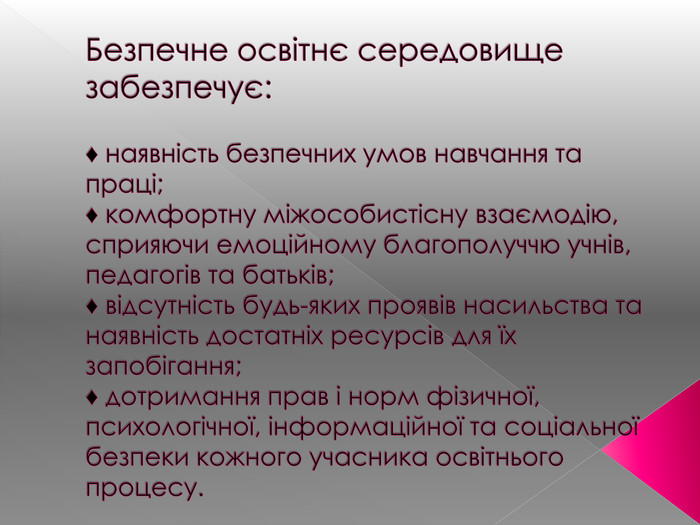 Безпечне освітнє середовище
забезпечує:
♦ наявність безпечних умов навчання та
праці;
♦ комфортну міжособистісну взаємодію,
сприяючи емоційному благополуччю учнів,
педагогів та батьків;
♦ відсутність будь-яких проявів насильства та
наявність достатніх ресурсів для їх
запобігання;
♦ дотримання прав і норм фізичної,
психологічної, інформаційної та соціальної
безпеки кожного учасника освітнього
процесу.